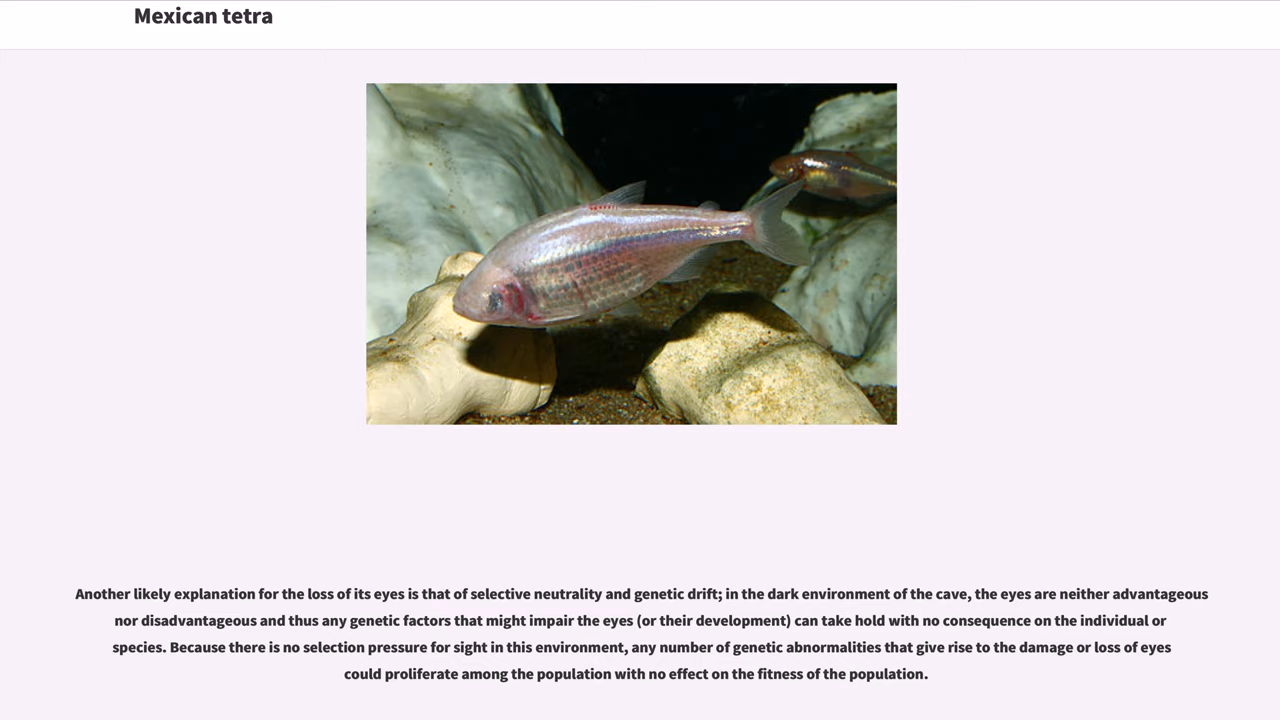 Mexican tetra
Another likely explanation for the loss of its eyes is that of selective neutrality and genetic drift; in the dark environment of the cave, the eyes are neither advantageous
nor disadvantageous and thus any genetic factors that might impair the eyes (or their development) can take hold with no consequence on the individual or
species. Because there is no selection pressure for sight in this environment, any number of genetic abnormalities that give rise to the damage or loss of eyes
could proliferate among the population with no effect on the fitness of the population.